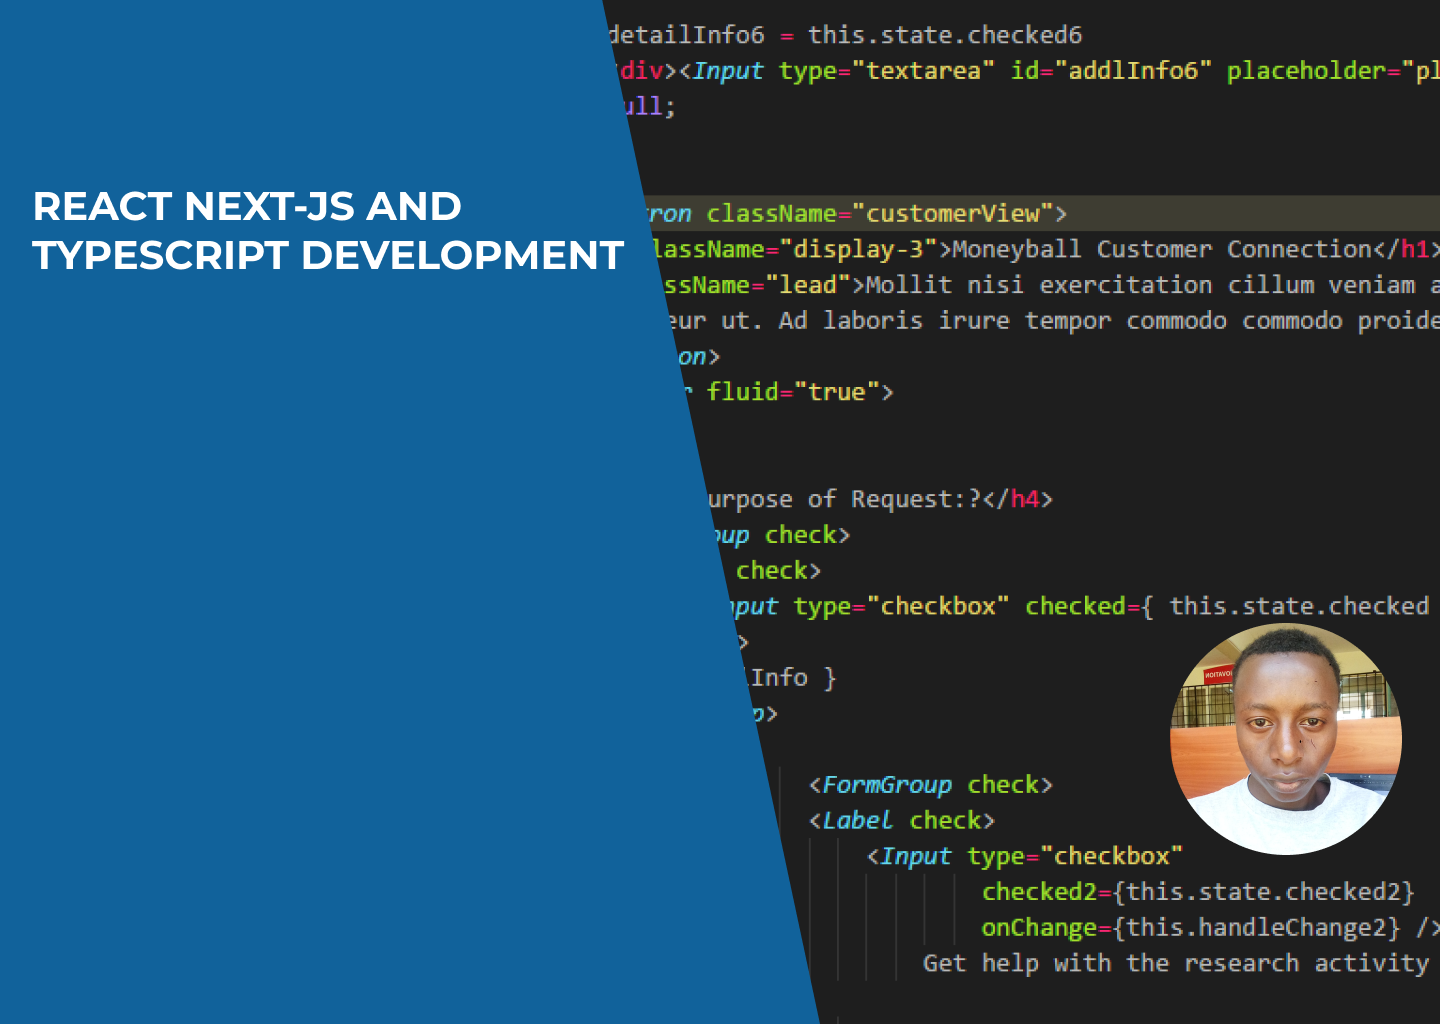 REACT NEXT-JS AND
TYPESCRIPT DEVELOPMENT
detailInfo6 = this.state.checked6
div><Input type="textarea" id="addlInfo6" placeholder="pl
ull;
ron className="customerView">
lassName="display-3">Moneyball Customer Connection</h1>
ssName="lead">Mollit nisi exercitation cillum veniam a
eur ut. Ad laboris irure tempor commodo commodo proide
on>
r fluid="true">
urpose of Request:?</h4>
oup check>
check>
nput type="checkbox" checked={ this.state.checked
>
lInfo }
p>
<FormGroup check>
<Label check>
<Input type="checkbox"
checked2={this.state.checked2}
onChange={this.handleChange2} />
Get help with the research activity